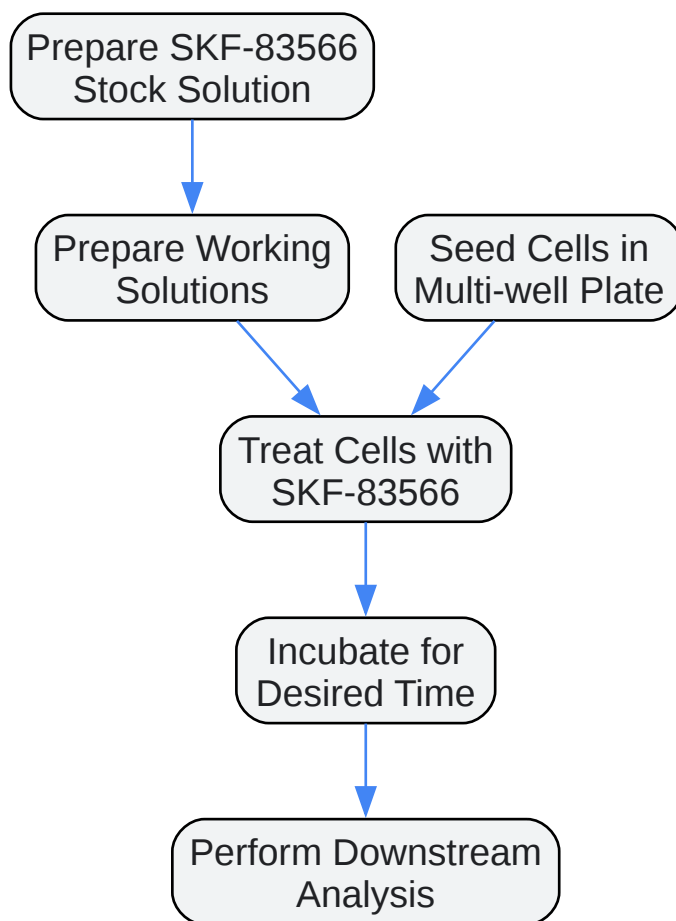 Prepare SKF-83566
Stock Solution
Prepare Working
Solutions
Seed Cells in
Multi-well Plate
Treat Cells with
SKF-83566
Incubate for
Desired Time
Perform Downstream
Analysis